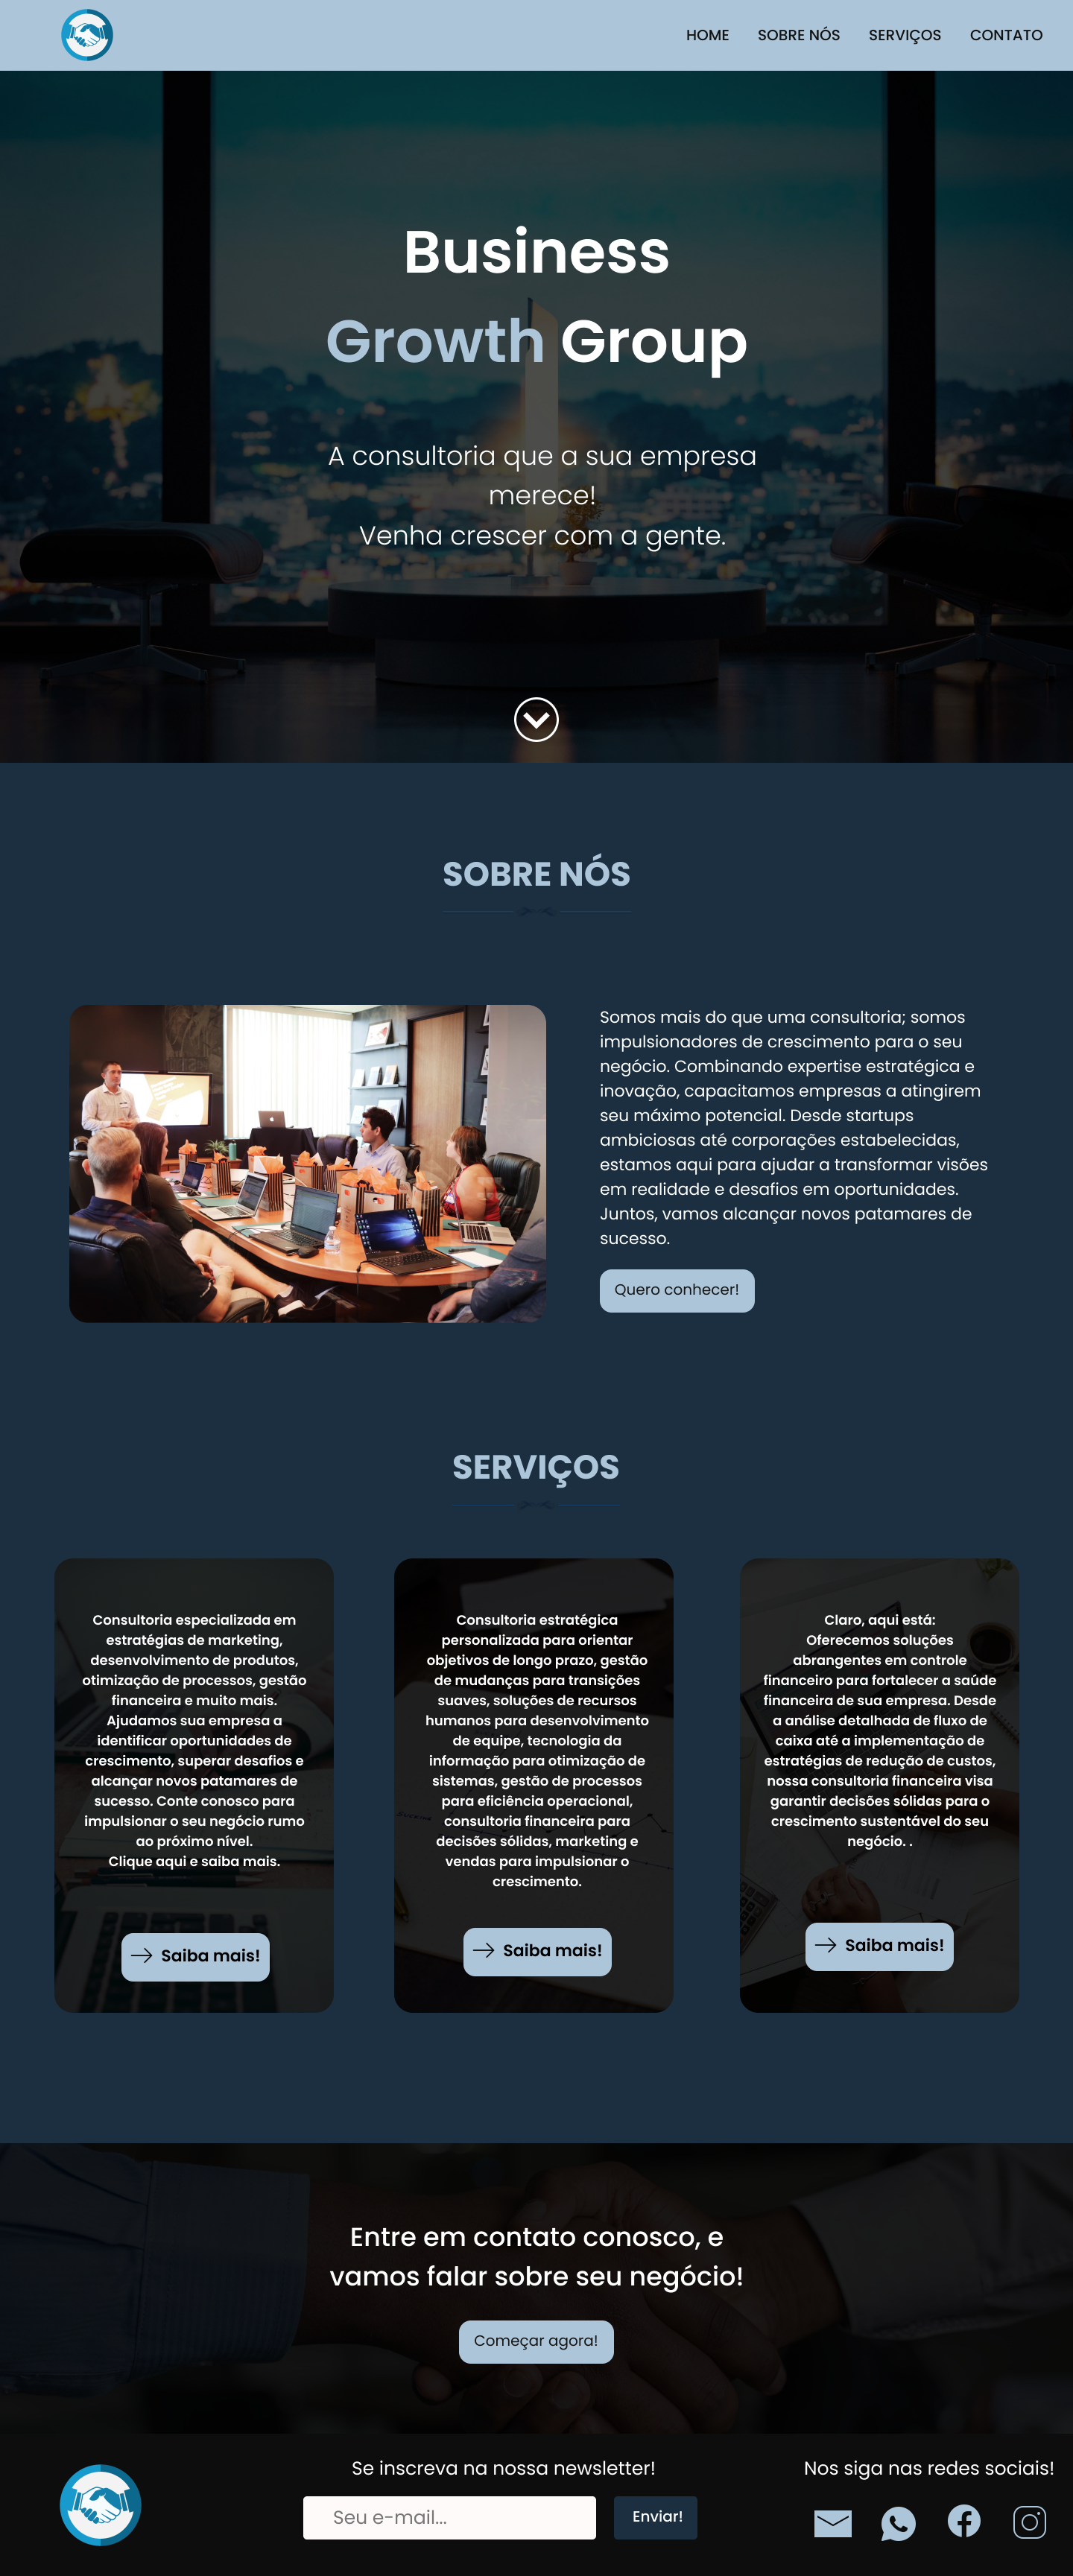 HOME SOBRE NÓS SERVIÇOS CONTATO
Business
Growth Group
A consultoria que a sua empresa
merece!
Venha crescer com a gente.
SOBRE NÓS
Somos mais do que uma consultoria; somos
impulsionadores de crescimento para o seu
negócio. Combinando expertise estratégica e
inovação, capacitamos empresas a atingirem
seu máximo potencial. Desde startups
ambiciosas até corporações estabelecidas,
estamos aqui para ajudar a transformar visões
em realidade e desafios em oportunidades.
Juntos, vamos alcançar novos patamares de
sucesso.
Quero conhecer!
SERVIÇOS
Consultoria especializada em
estratégias de marketing,
desenvolvimento de produtos,
otimização de processos, gestão
financeira e muito mais.
Ajudamos sua empresa a
identificar oportunidades de
crescimento, superar desafios e
alcançar novos patamares de
sucesso. Conte conosco para
impulsionar o seu negócio rumo
ao próximo nível.
Clique aqui e saiba mais.
Saiba mais!
Consultoria estratégica
personalizada para orientar
objetivos de longo prazo, gestão
de mudanças para transições
suaves, soluções de recursos
humanos para desenvolvimento
de equipe, tecnologia da
informação para otimização de
sistemas, gestão de processos
para eficiência operacional,
consultoria financeira para
decisões sólidas, marketing e
vendas para impulsionar o
crescimento.
Saiba mais!
Claro, aqui está:
Oferecemos soluções
abrangentes em controle
financeiro para fortalecer a saúde
financeira de sua empresa. Desde
a análise detalhada de fluxo de
caixa até a implementação de
estratégias de redução de custos,
nossa consultoria financeira visa
garantir decisões sólidas para o
crescimento sustentável do seu
negócio. .
Saiba mais!
Entre em contato conosco, e
vamos falar sobre seu negócio!
Começar agora!
Se inscreva na nossa newsletter!
Seu e-mail...
Enviar!
Nos siga nas redes sociais!